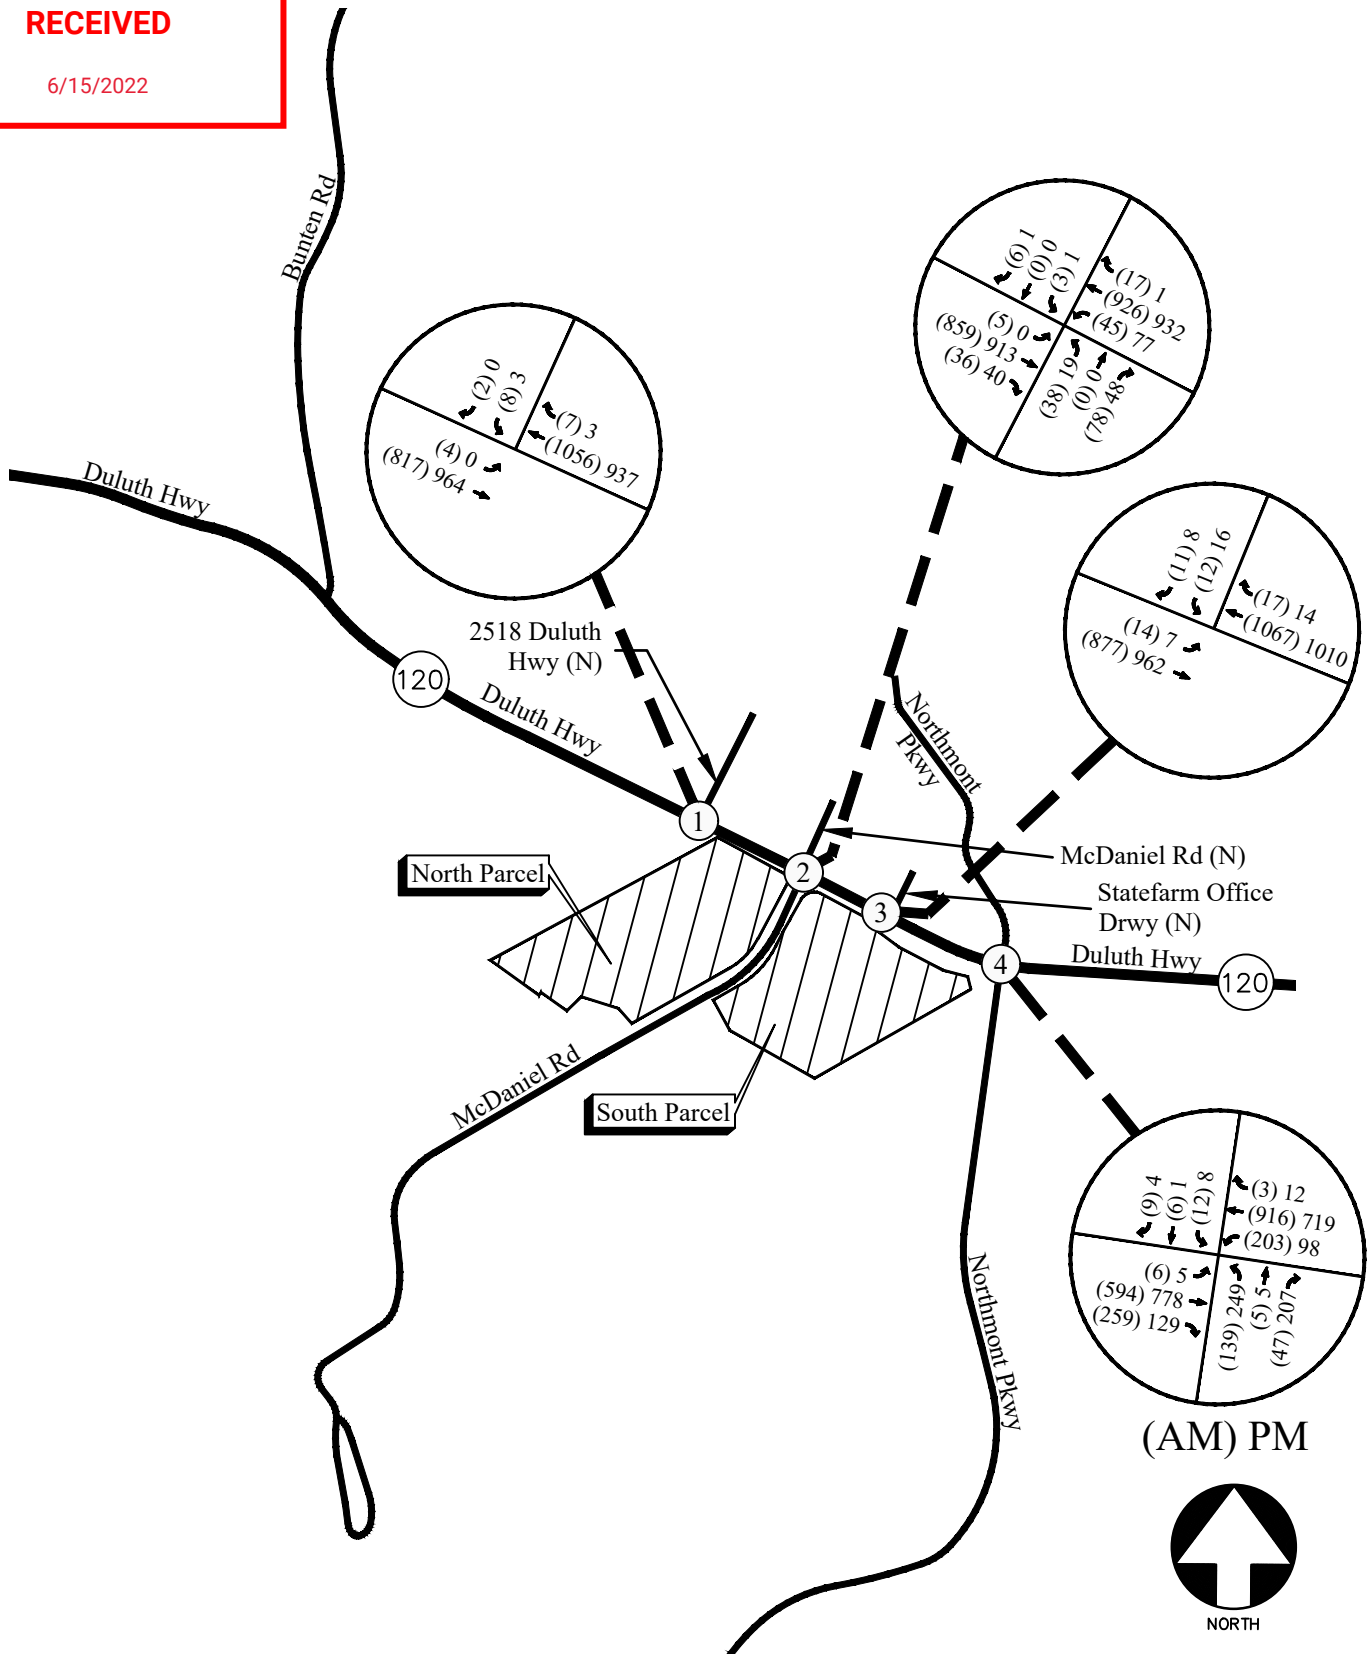 RECEIVED
6/15/2022
Bunten Rd
Duluth Hwy
120
Duluth Hwy
2518 Duluth
Hwy (N)
(2) 0
(8) 3
(7) 3
(1056) 937
(4) 0
(817) 964
(6) 1
(0) 0
(3) 1
(17) 1
(926) 932
(45) 77
(5) 0
(859) 913
(36) 40
(38) 19
(0) 0
(78) 48
(11) 8
(12) 16
(17) 14
(1067) 1010
(14) 7
(877) 962
Northmont
Pkwy
1
2
3
4
McDaniel Rd (N)
Statefarm Office
Drwy (N)
Duluth Hwy
120
North Parcel
South Parcel
McDaniel Rd
Northmont Pkwy
(9) 4
(6) 1
(12) 8
(3) 12
(916) 719
(203) 98
(6) 5
(594) 778
(259) 129
(139) 249
(5) 5
(47) 207
(AM) PM
NORTH